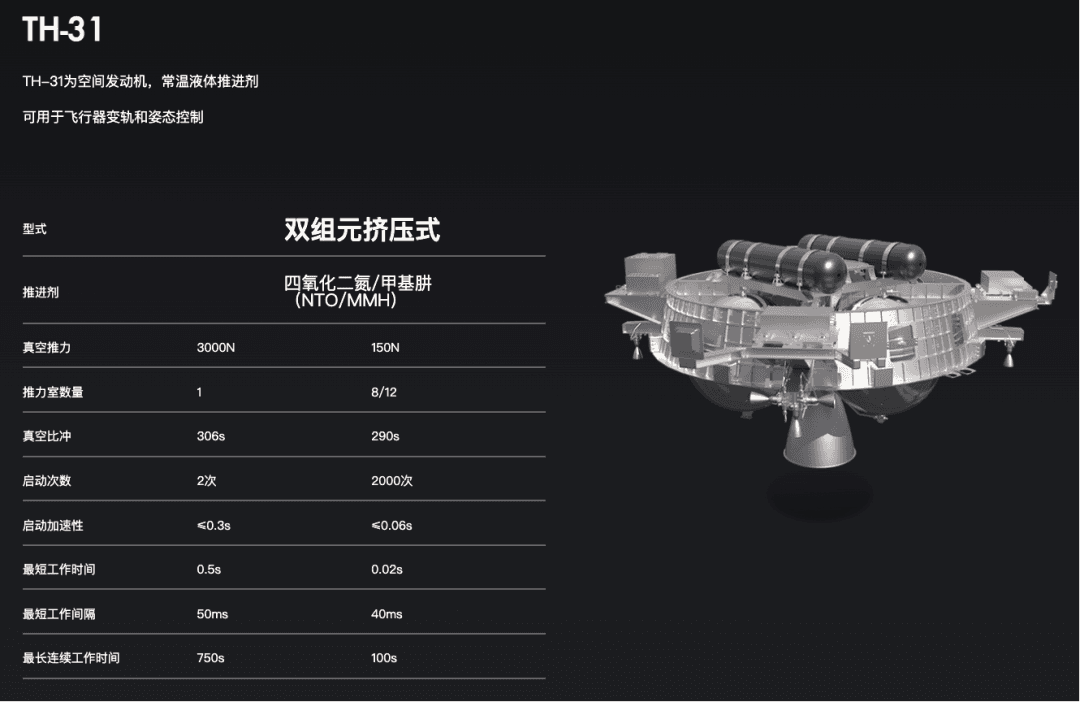 TH-31
TH-31为空间发动机，常温液体推进剂
可用于飞行器变轨和姿态控制
型式 双组元挤压式
推进剂 四氧化二氮/甲基肼
（NTO/MMH）
真空推力 3000N 150N
推力室数量 1 8/12
真空比冲 306s 290s
启动次数 2次 2000次
启动加速性 ≤0.3s ≤0.06s
最短工作时间 0.5s 0.02s
最短工作间隔 50ms 40ms
最长连续工作时间 750s 100s